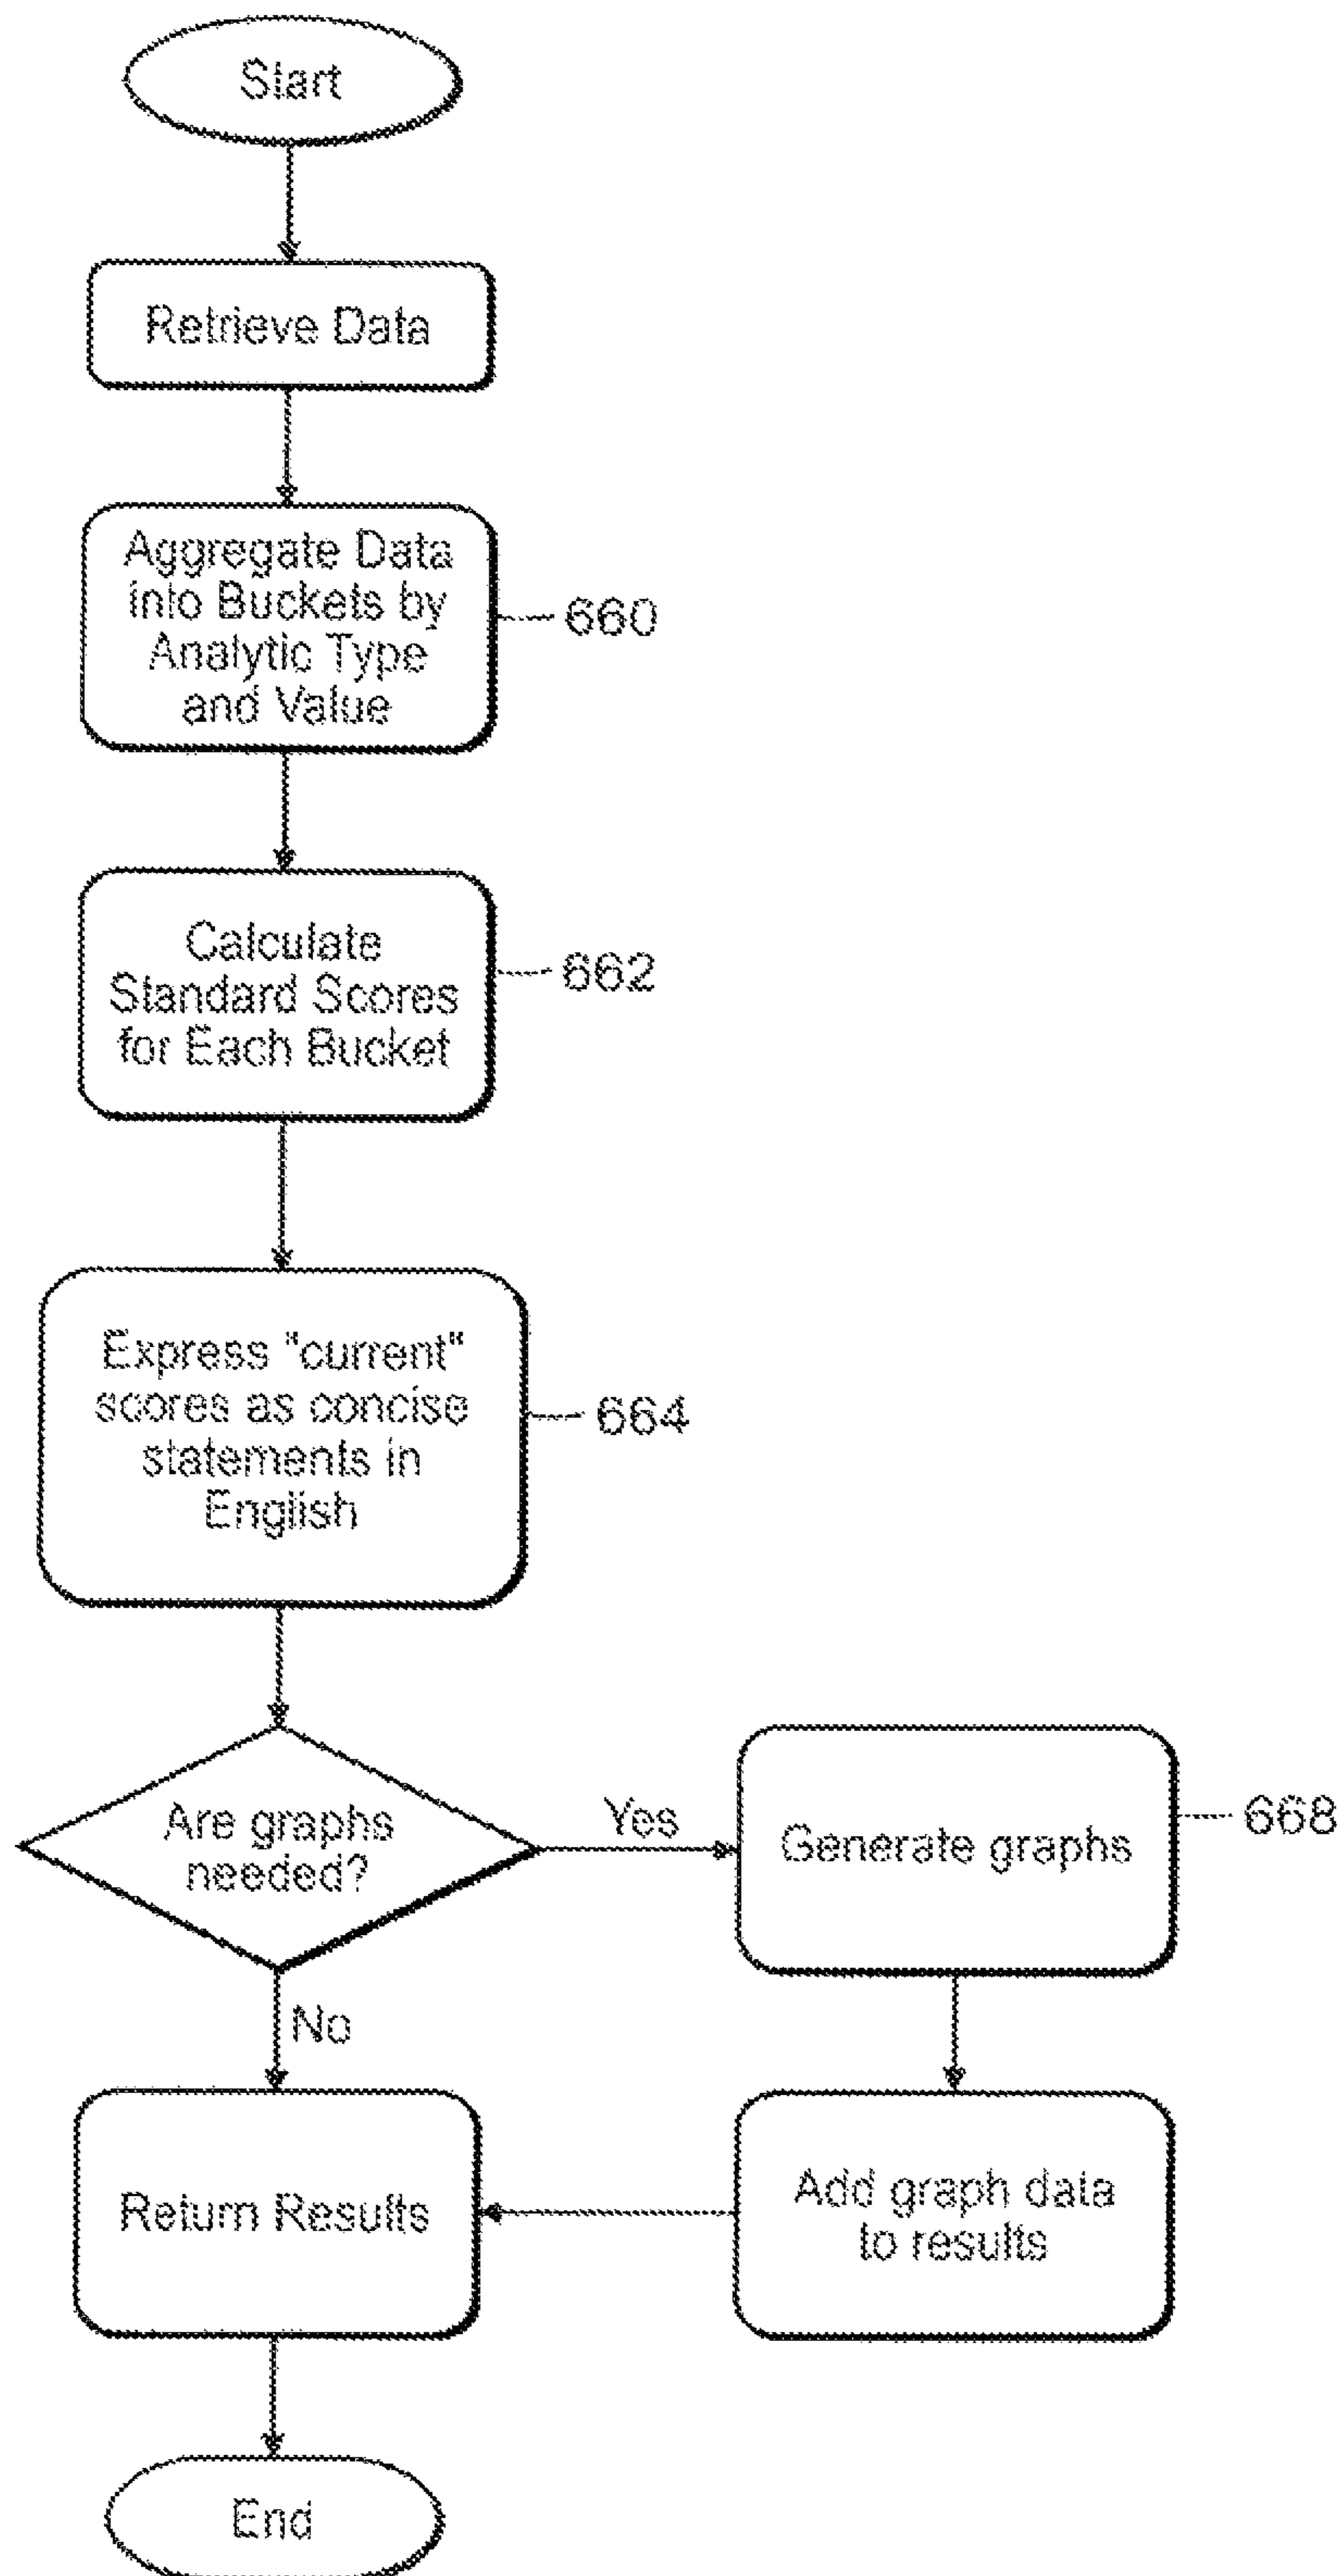 Start
Retrieve Data
Aggregate Data
into Buckets by
Analytic Type
and Value
660
Calculate
Standard Scores
for Each Bucket
662
Express "current"
scores as concise
statements in
English
664
Are graphs
needed?
Yes
Generate graphs
668
No
Return Results
Add graph data
to results
End